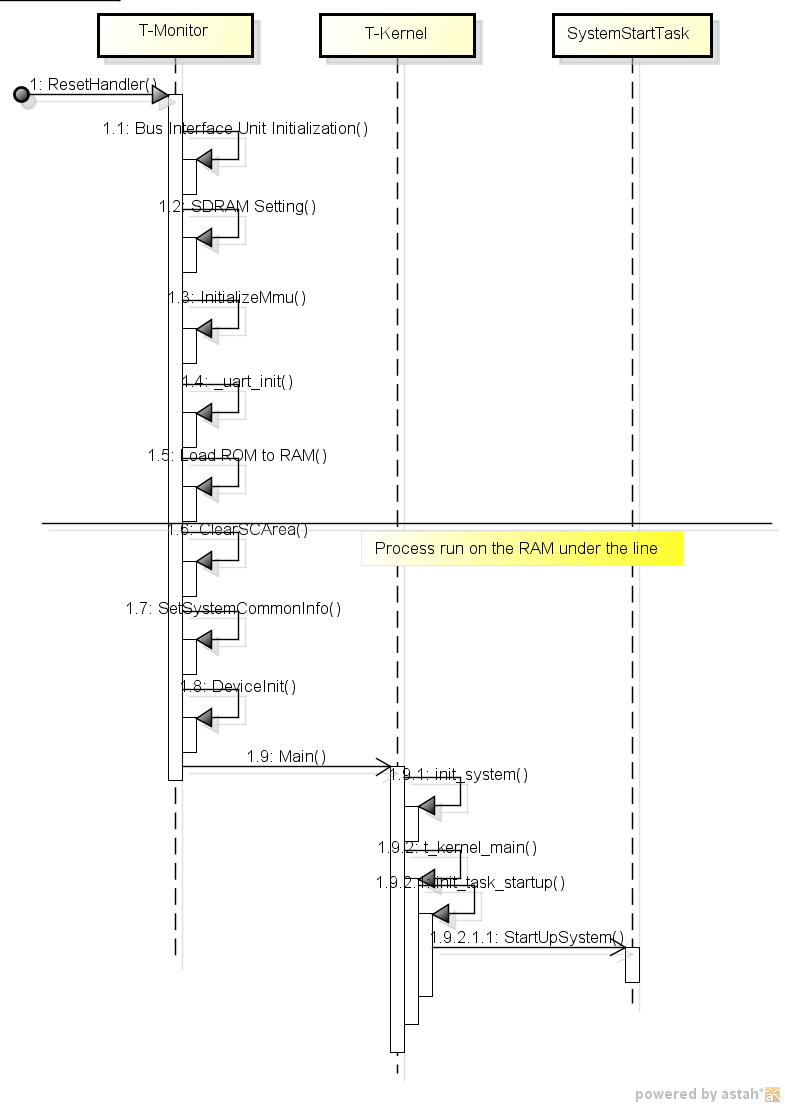 T-Monitor
T-Kernel
SystemStartTask
1: ResetHandler()
1.1: Bus Interface Unit Initialization()
1.2: SDRAM Setting()
1.3: InitializeMmu()
1.4: _uart_init()
1.5: Load ROM to RAM()
1.6: ClearSCArea()
Process run on the RAM under the line
1.7: SetSystemCommonInfo()
1.8: DeviceInit()
1.9: Main()
1.9.1: init_system()
1.9.2: t_kernel_main()
1.9.2.1: init_task_startup()
1.9.2.1.1: StartUpSystem()
powered by astah*